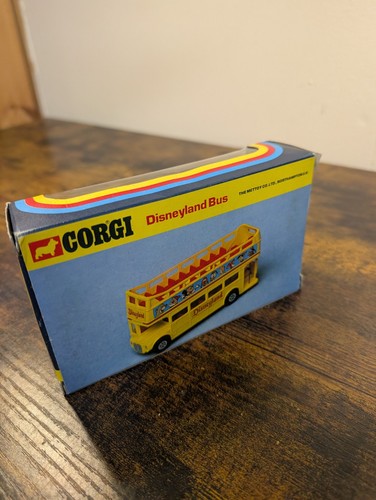 CORGI
Disneyland Bus
THE METTOY CO. LTD. NORTHAMPTON U.K.
Disneyland